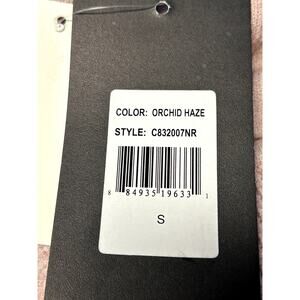 COLOR: ORCHID HAZE
STYLE: C832007NR
8 84935 19633 1
S